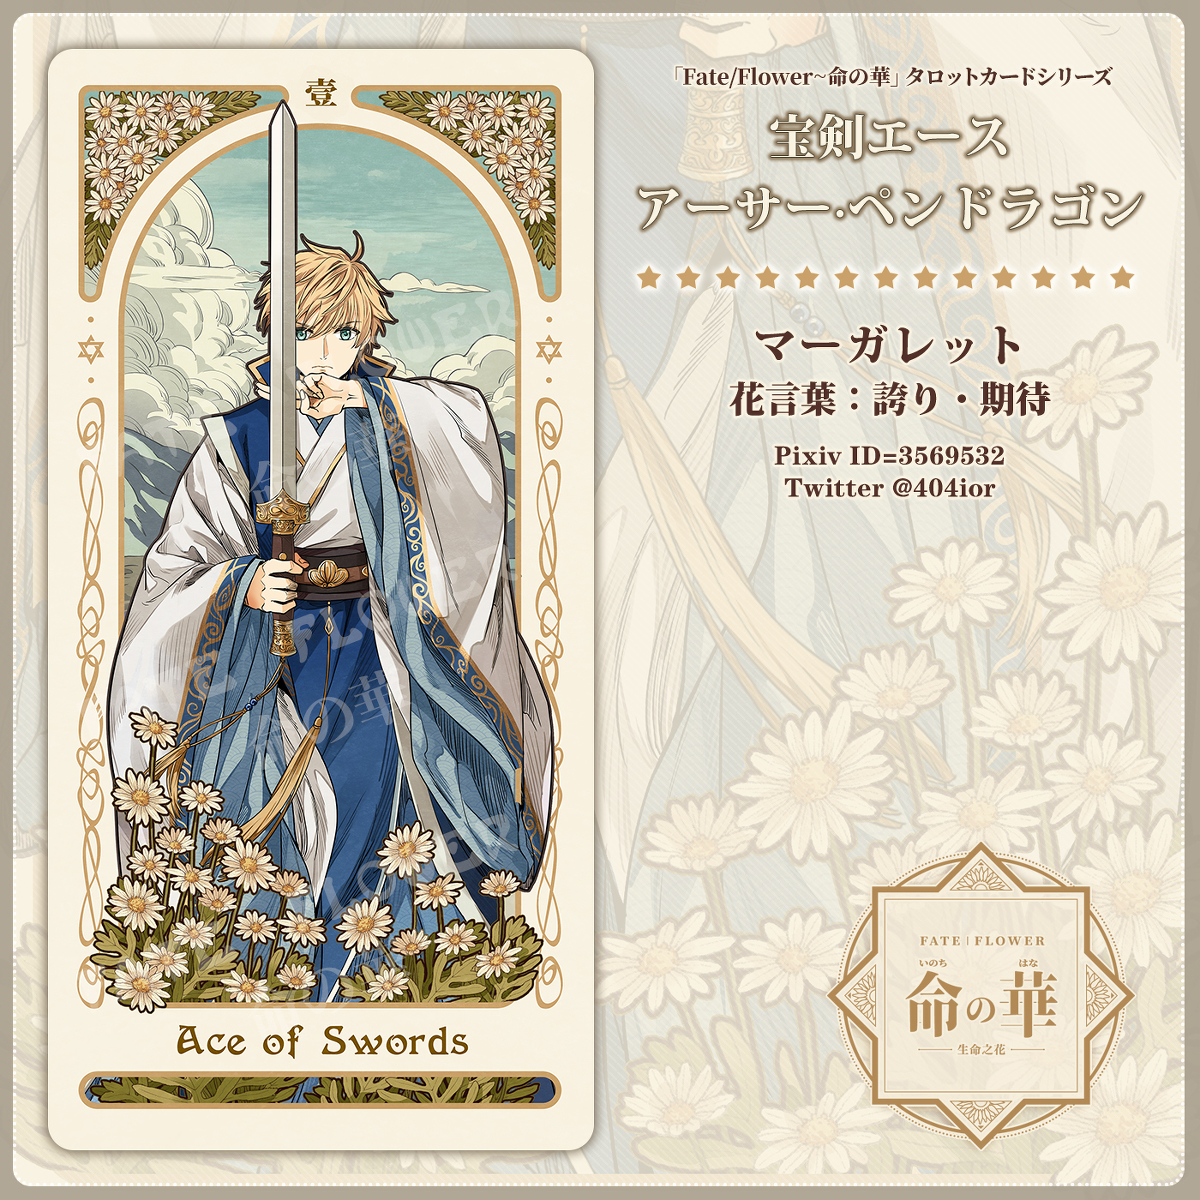 壹
Ace of Swords
「Fate/Flower~命の華」タロットカードシリーズ
宝剣エース
アーサー·ペンドラゴン
マーガレット
花言葉：誇り・期待
Pixiv ID=3569532
Twitter @404ior
FATE | FLOWER
いのち はな
命の華
生命之花